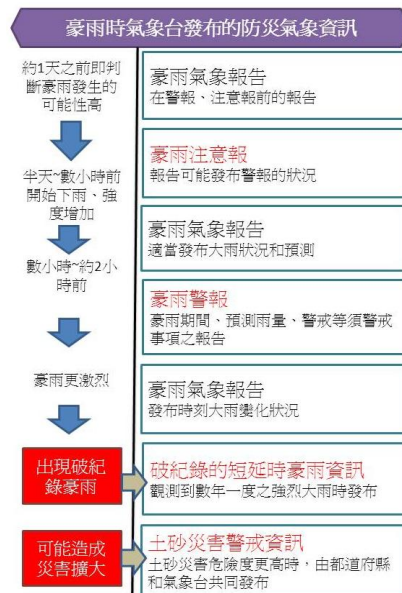 豪雨時氣象台發布的防災氣象資訊
約1天之前即判
斷豪雨發生的
可能性高
豪雨氣象報告
在警報、注意報前的報告
豪雨注意報
報告可能發布警報的狀況
半天~數小時前
開始下雨、強
度增加
豪雨氣象報告
適當發布大雨狀況和預測
數小時~約2小
時前
豪雨警報
豪雨期間、預測雨量、警戒等須警戒
事項之報告
豪雨更激烈
豪雨氣象報告
發布時刻大雨變化狀況
出現破紀
錄豪雨
破紀錄的短延時豪雨資訊
觀測到數年一度之強烈大雨時發布
可能造成
災害擴大
土砂災害警戒資訊
土砂災害危險度更高時，由都道府縣
和氣象台共同發布